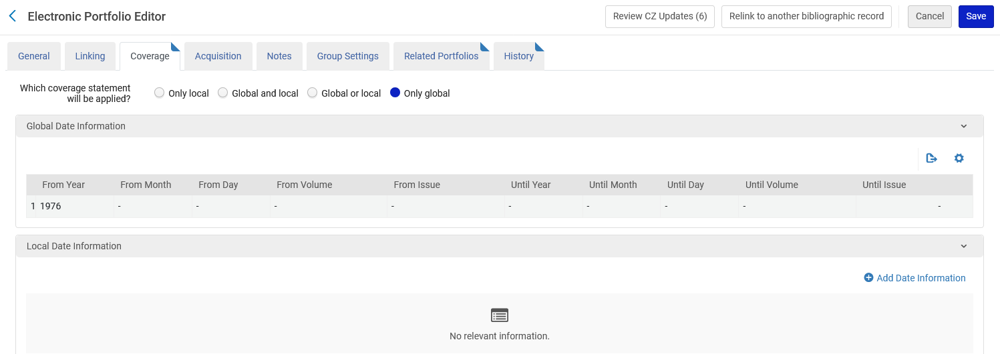 Electronic Portfolio Editor
Review CZ Updates (6)
Relink to another bibliographic record
Cancel
Save
General
Linking
Coverage
Acquisition
Notes
Group Settings
Related Portfolios
History
Which coverage statement
will be applied?
Only local
Global and local
Global or local
Only global
Global Date Information
From Year From Month From Day From Volume From Issue Until Year Until Month Until Day Until Volume Until Issue
1 1976 - - - - - - - - -
Local Date Information
Add Date Information
No relevant information.